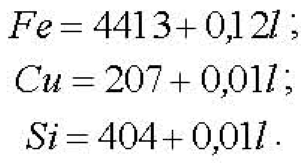 Fe = 4413 + 0,12l ;
Cu = 207 + 0,01l ;
Si = 404 + 0,01l .